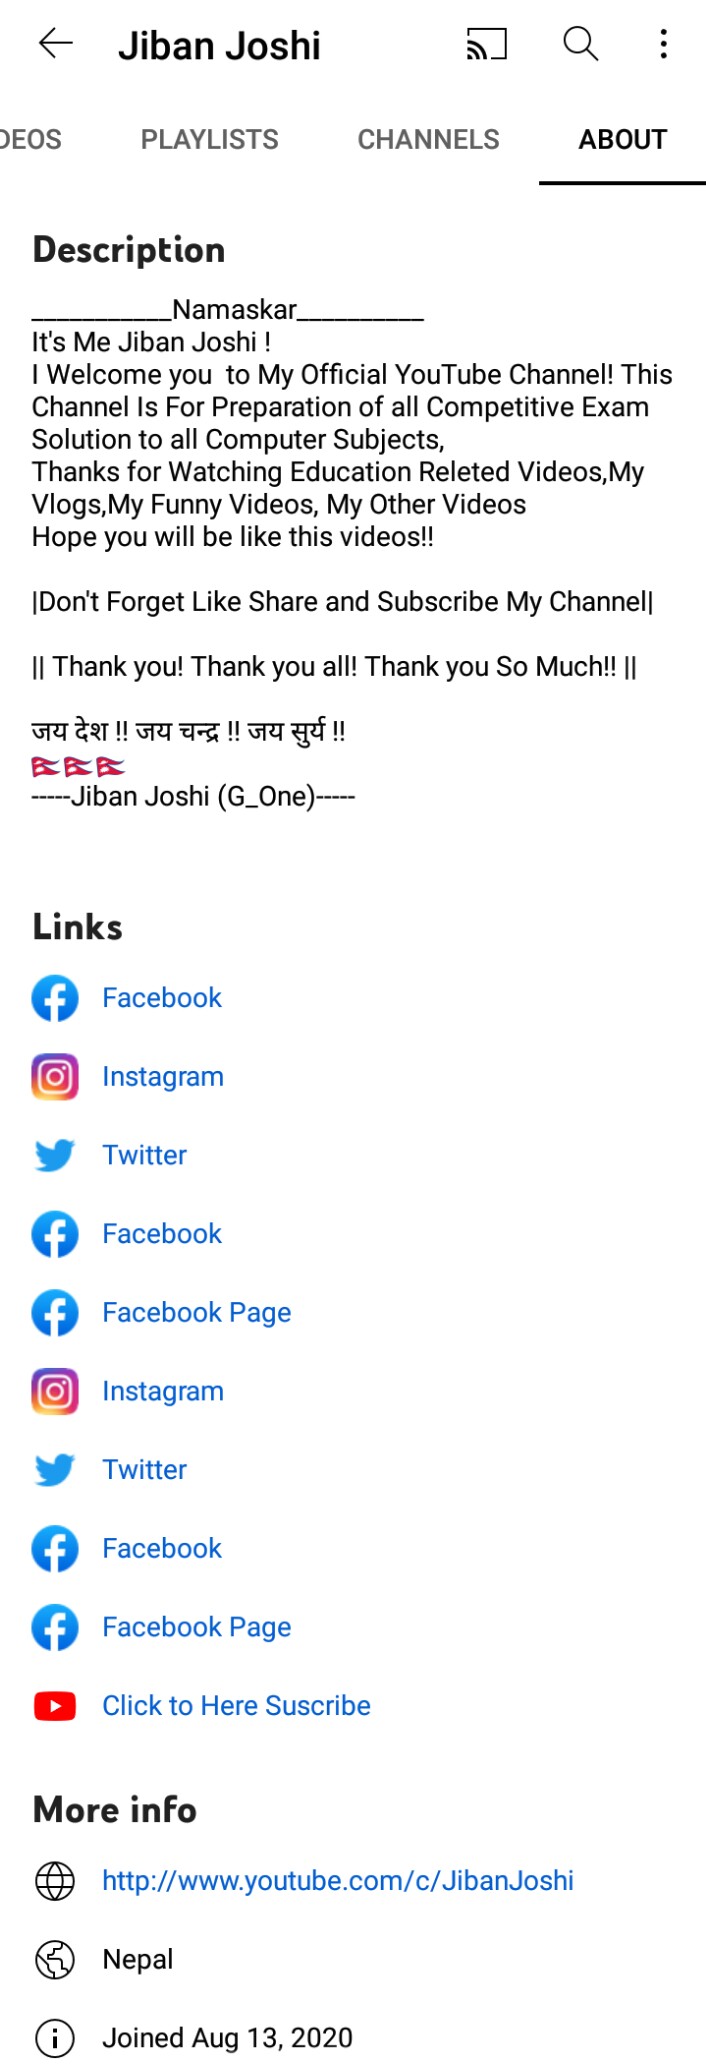 Jiban Joshi
DEOS PLAYLISTS CHANNELS ABOUT
Description
___________Namaskar__________
It's Me Jiban Joshi !
I Welcome you  to My Official YouTube Channel! This
Channel Is For Preparation of all Competitive Exam
Solution to all Computer Subjects,
Thanks for Watching Education Releted Videos,My
Vlogs,My Funny Videos, My Other Videos
Hope you will be like this videos!!
|Don't Forget Like Share and Subscribe My Channel|
|| Thank you! Thank you all! Thank you So Much!! ||
जय देश !! जय चन्द्र !! जय सुर्य !!
🇳🇵🇳🇵🇳🇵
-----Jiban Joshi (G_One)-----
Links
Facebook
Instagram
Twitter
Facebook
Facebook Page
Instagram
Twitter
Facebook
Facebook Page
Click to Here Suscribe
More info
http://www.youtube.com/c/JibanJoshi
Nepal
Joined Aug 13, 2020